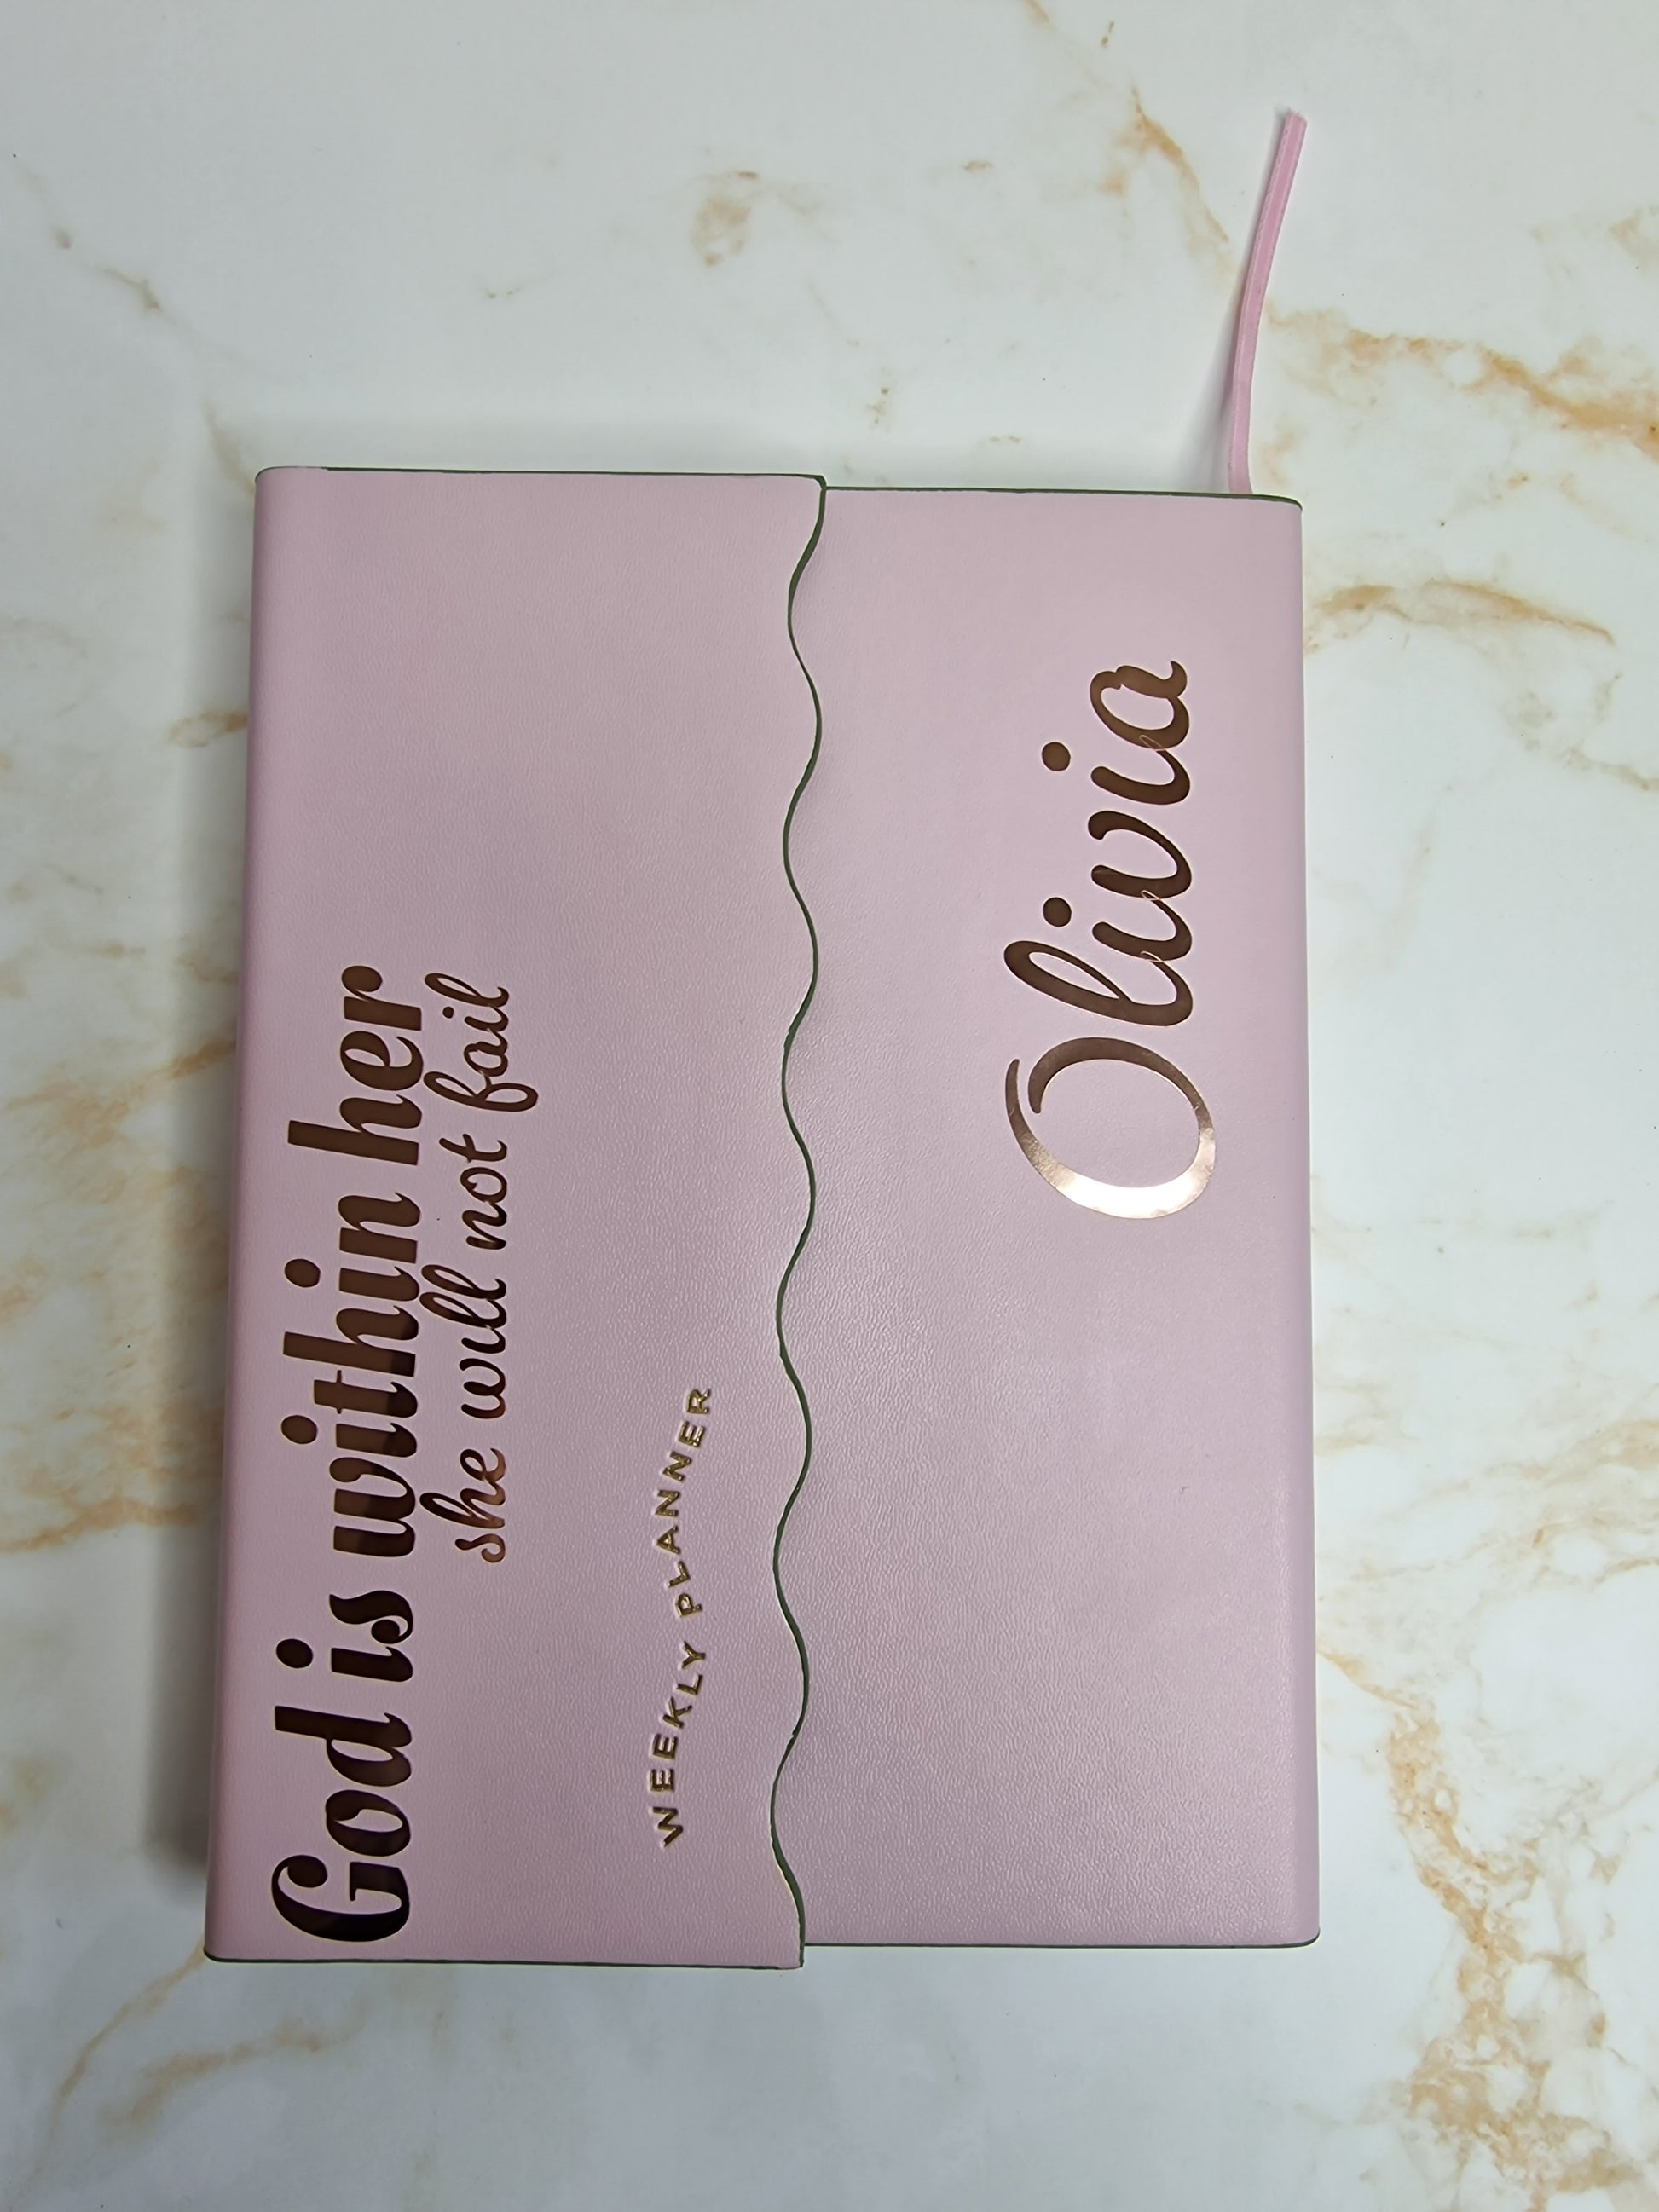 God is within her
she will not fail
WEEKLY PLANNER
Olivia